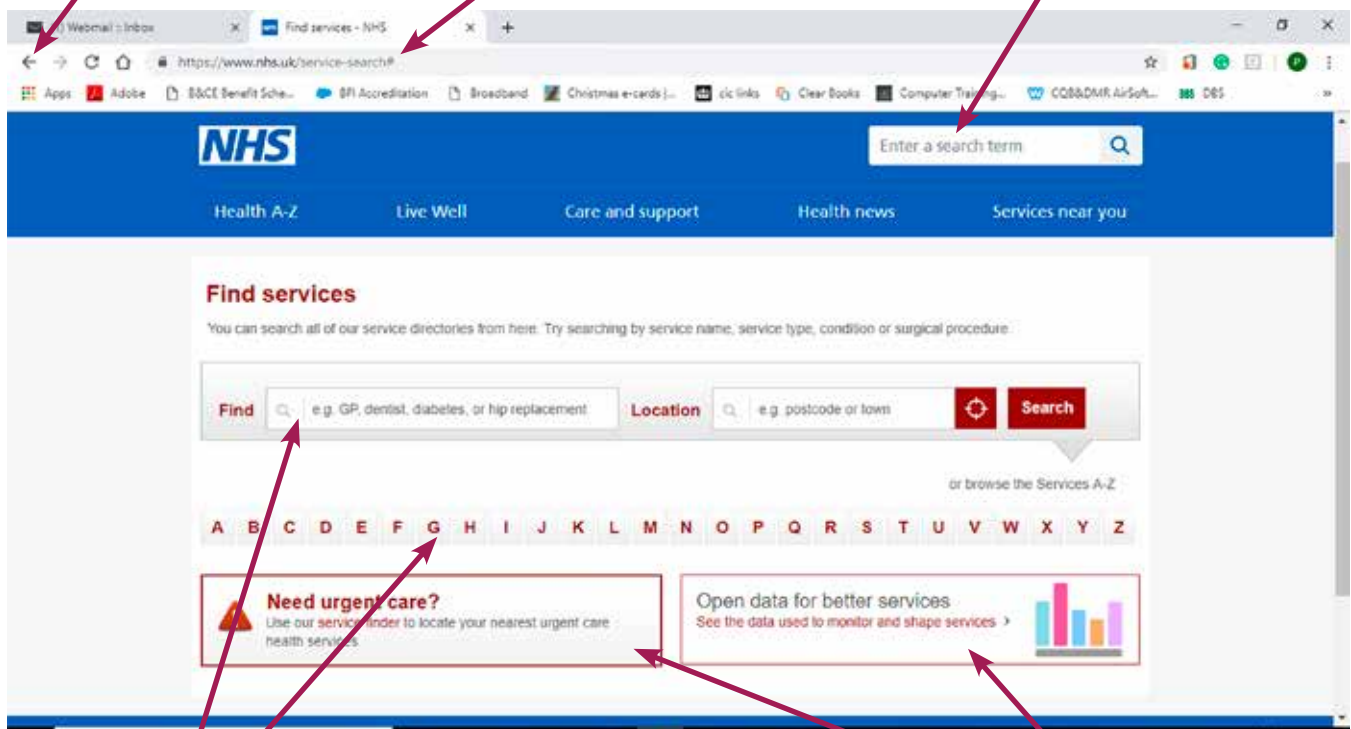 Webmail :: Inbox
Find services - NHS
https://www.nhs.uk/service-search#
Apps Adobe B&CE Benefit Sche... BFI Accreditation Broadband Christmas e-cards |... cic links Clear Books Computer Training... CQB&DMR AirSoft... DBS
NHS
Enter a search term
Health A-Z Live Well Care and support Health news Services near you
Find services
You can search all of our service directories from here. Try searching by service name, service type, condition or surgical procedure.
Find e.g. GP, dentist, diabetes, or hip replacement Location e.g. postcode or town Search
or browse the Services A-Z
A B C D E F G H I J K L M N O P Q R S T U V W X Y Z
Need urgent care?
Use our service finder to locate your nearest urgent care
health services
Open data for better services
See the data used to monitor and shape services >